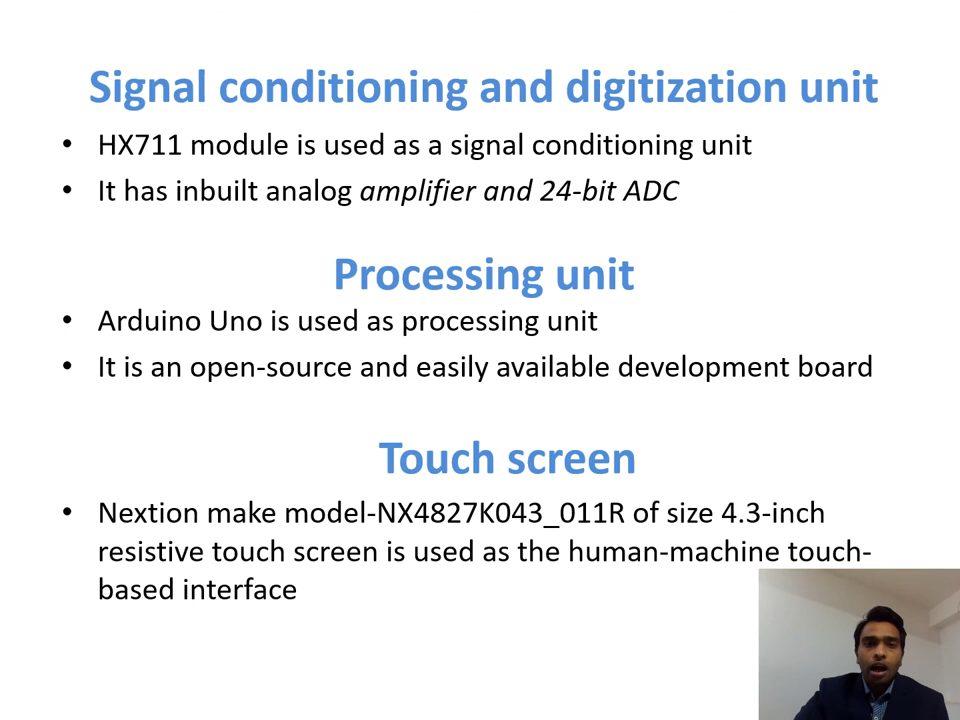 Signal conditioning and digitization unit
• HX711 module is used as a signal conditioning unit
• It has inbuilt analog amplifier and 24-bit ADC
Processing unit
• Arduino Uno is used as processing unit
• It is an open-source and easily available development board
Touch screen
• Nextion make model-NX4827K043_011R of size 4.3-inch
resistive touch screen is used as the human-machine touch-
based interface